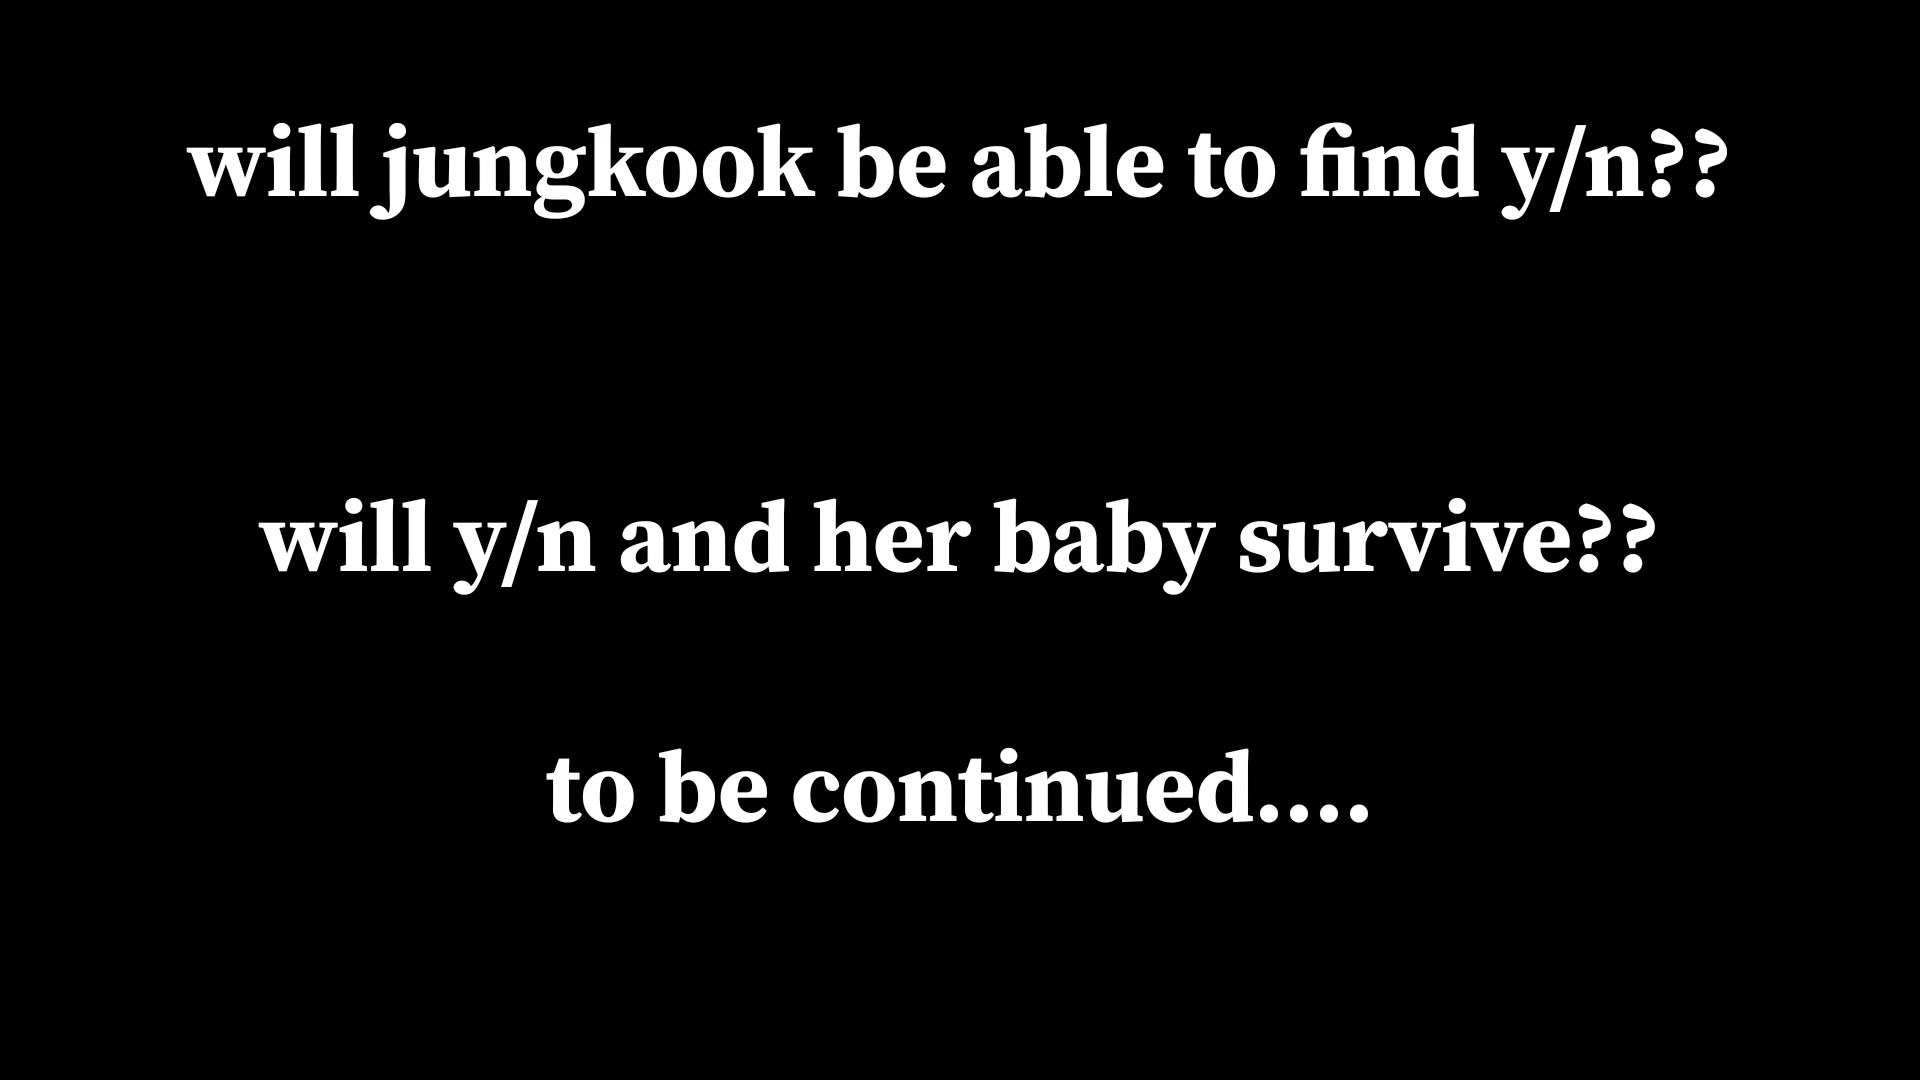 will jungkook be able to find y/n??
will y/n and her baby survive??
to be continued....